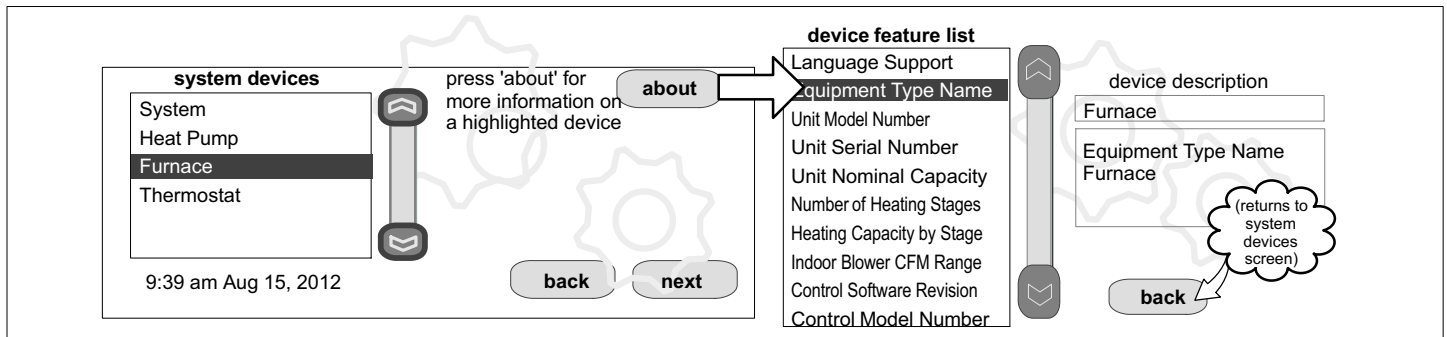 system devices
System
Heat Pump
Furnace
Thermostat
9:39 am Aug 15, 2012
press 'about' for
more information on
a highlighted device
about
back
next
device feature list
Language Support
Equipment Type Name
Unit Model Number
Unit Serial Number
Unit Nominal Capacity
Number of Heating Stages
Heating Capacity by Stage
Indoor Blower CFM Range
Control Software Revision
Control Model Number
device description
Furnace
Equipment Type Name
Furnace
(returns to
system
devices
screen)
back